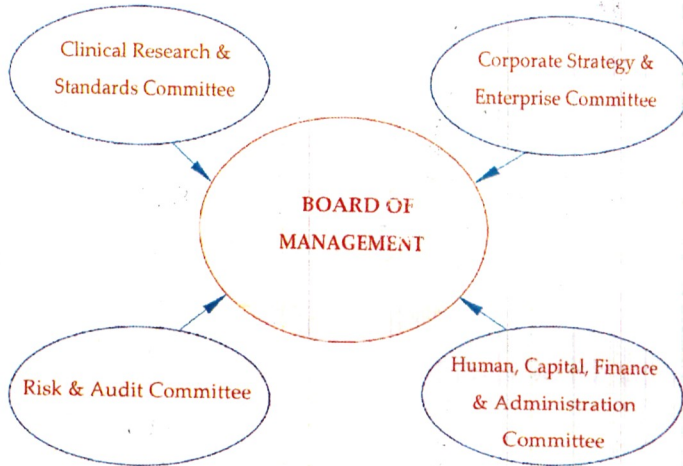 Clinical Research &
Standards Committee
Corporate Strategy &
Enterprise Committee
BOARD OF
MANAGEMENT
Risk & Audit Committee
Human, Capital, Finance
& Administration
Committee